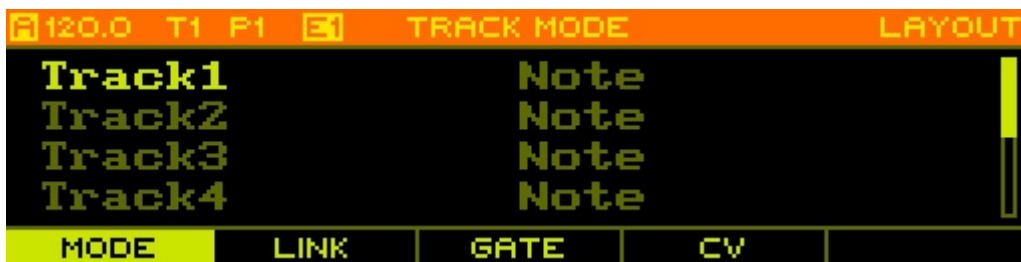 A 120.0 T1 P1 E1 TRACK MODE LAYOUT
Track1 Note
Track2 Note
Track3 Note
Track4 Note
MODE LINK GATE CV